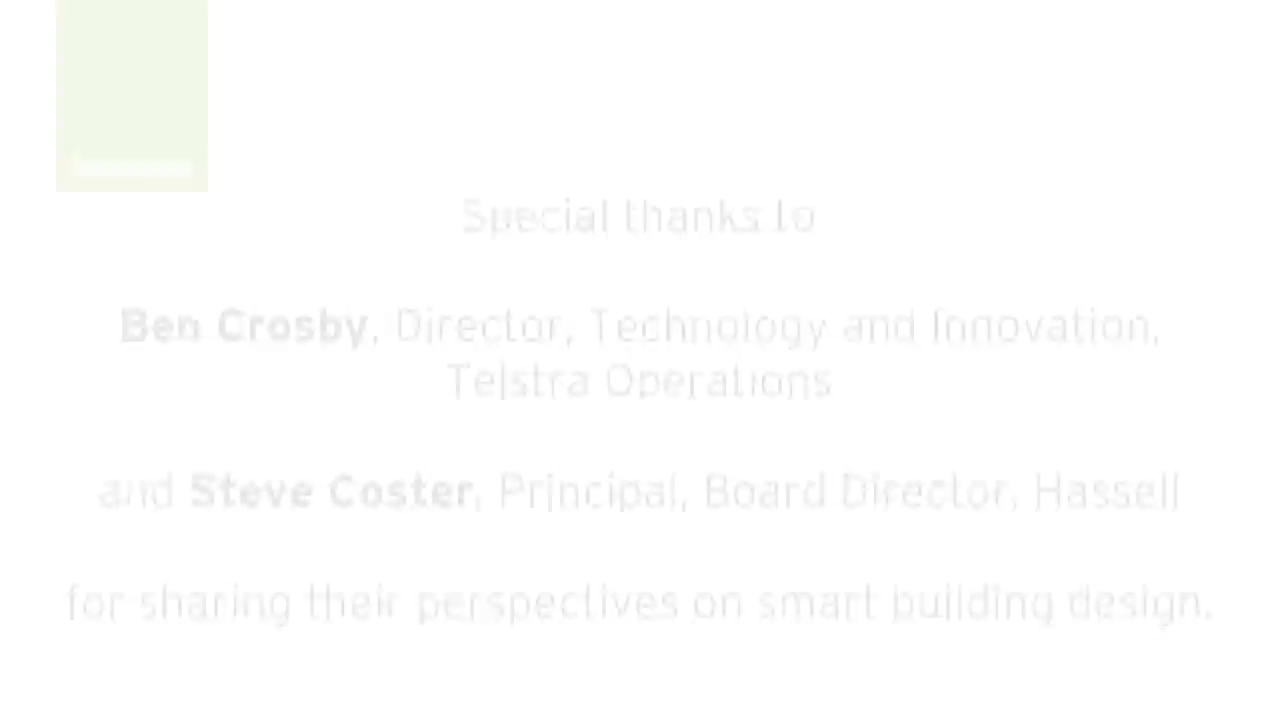 Special thanks to
Ben Crosby, Director, Technology and Innovation,
Telstra Operations
and Steve Coster, Principal, Board Director, Hassell
for sharing their perspectives on smart building design.